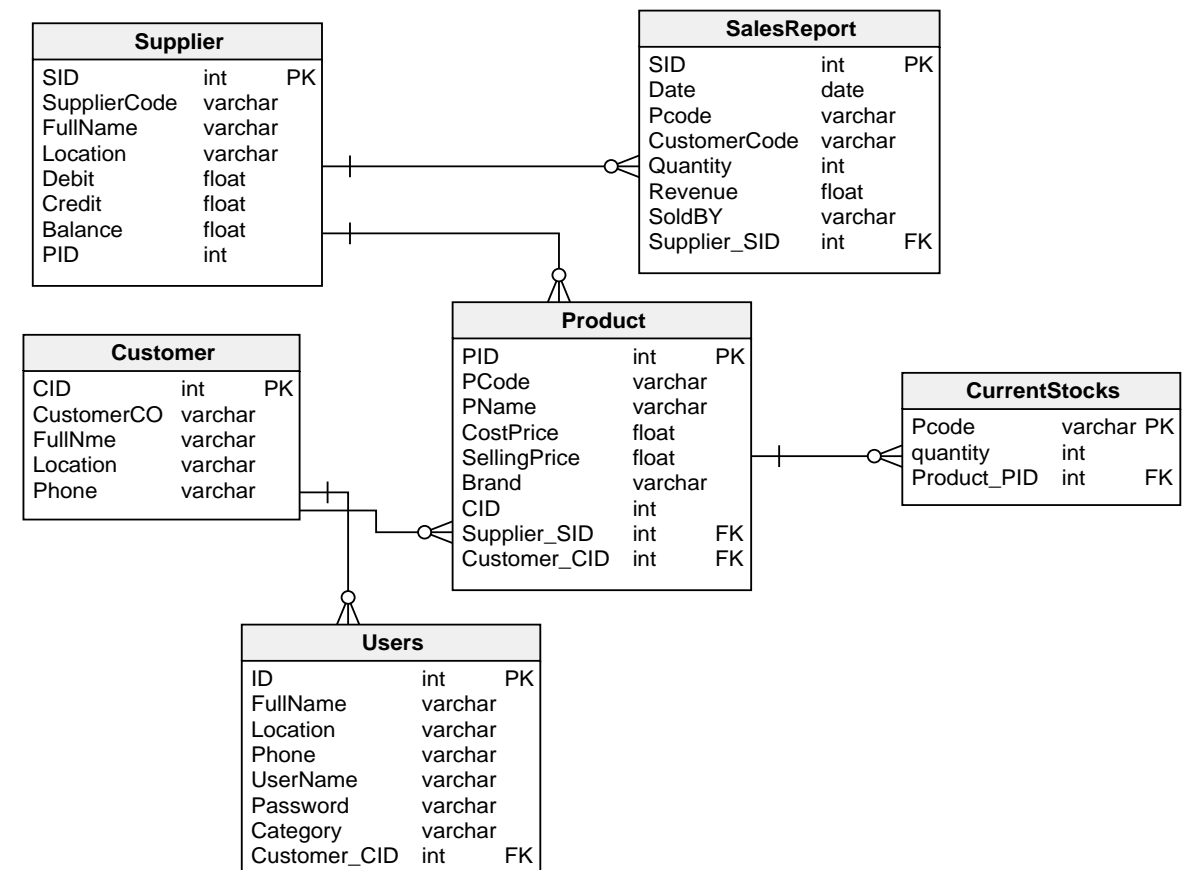 Supplier
SID int PK
SupplierCode varchar
FullName varchar
Location varchar
Debit float
Credit float
Balance float
PID int
SalesReport
SID int PK
Date date
Pcode varchar
CustomerCode varchar
Quantity int
Revenue float
SoldBY varchar
Supplier_SID int FK
Customer
CID int PK
CustomerCO varchar
FullNme varchar
Location varchar
Phone varchar
Product
PID int PK
PCode varchar
PName varchar
CostPrice float
SellingPrice float
Brand varchar
CID int
Supplier_SID int FK
Customer_CID int FK
CurrentStocks
Pcode varchar PK
quantity int
Product_PID int FK
Users
ID int PK
FullName varchar
Location varchar
Phone varchar
UserName varchar
Password varchar
Category varchar
Customer_CID int FK